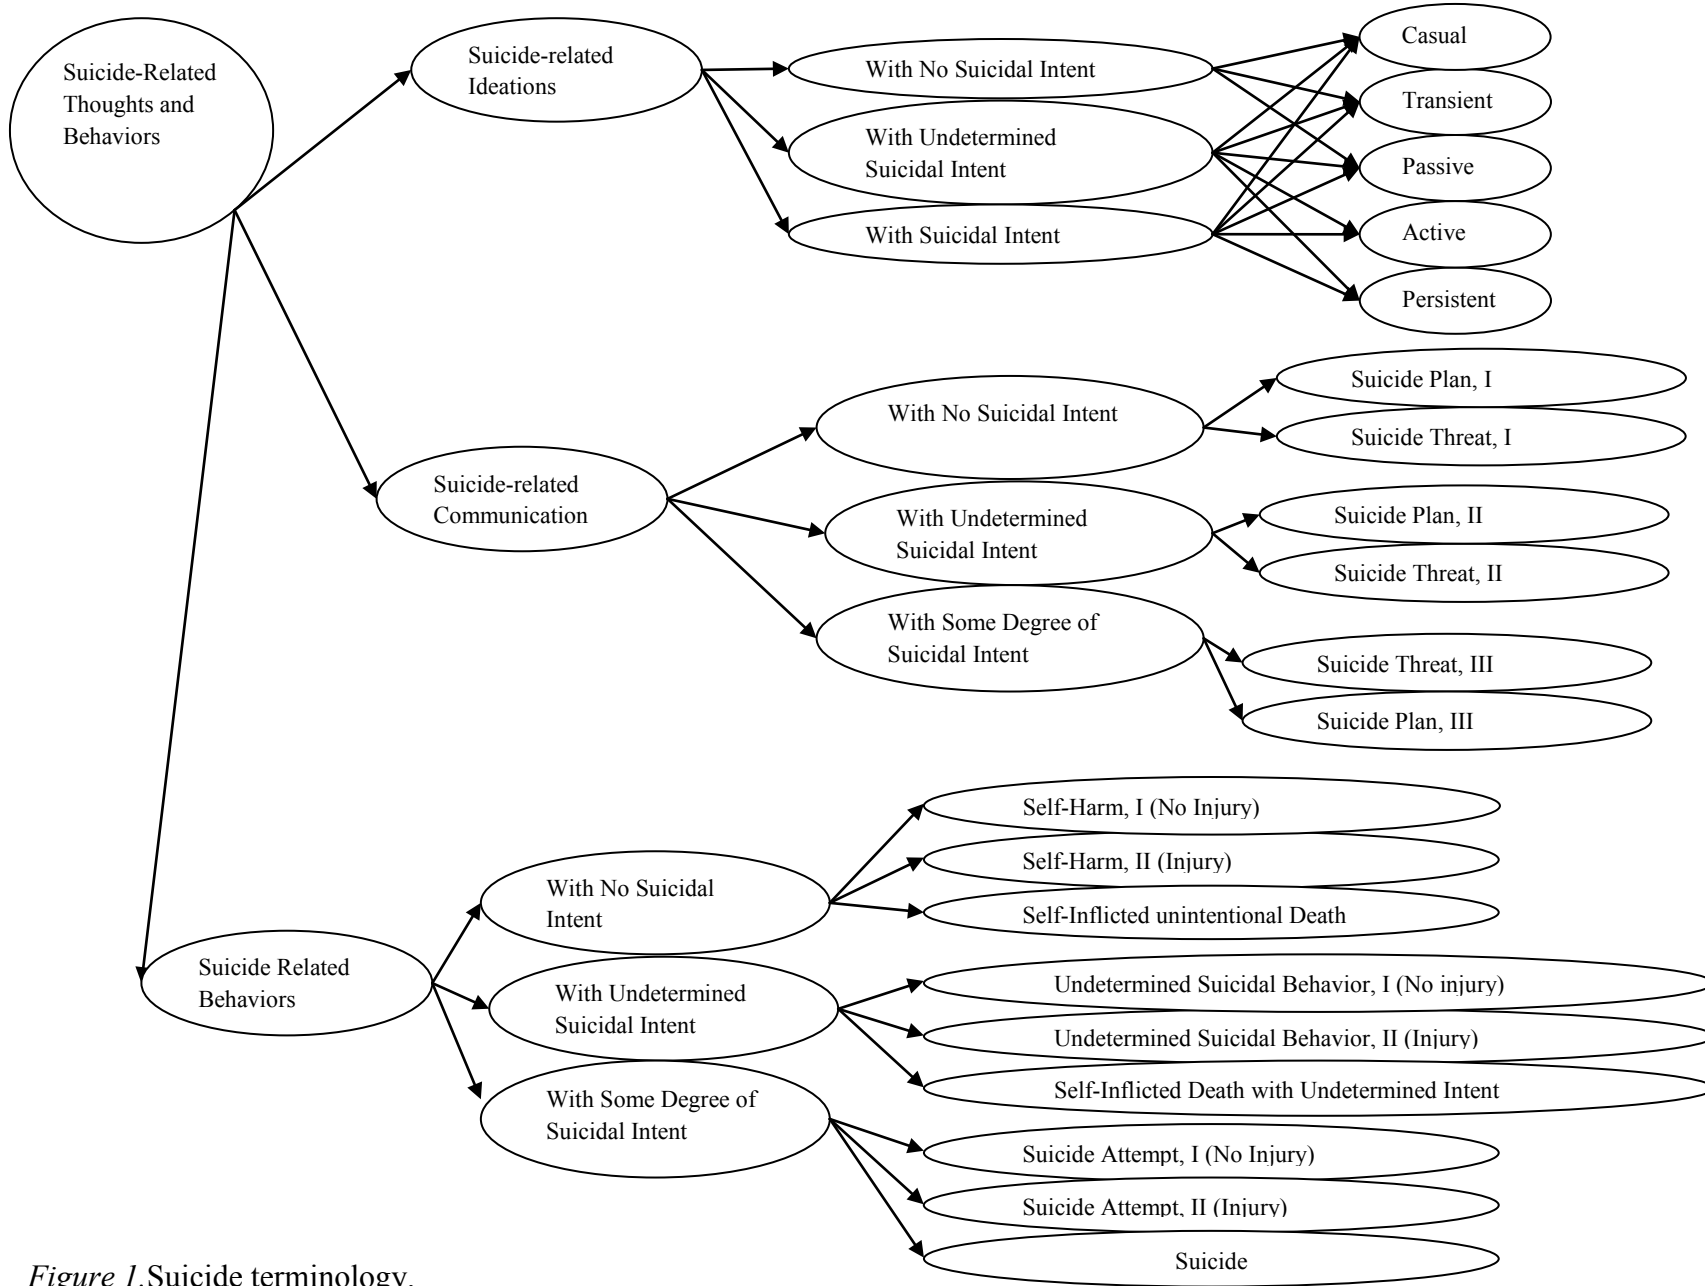 Suicide-Related
Thoughts and
Behaviors
Suicide-related
Ideations
With No Suicidal Intent
With Undetermined
Suicidal Intent
With Suicidal Intent
Casual
Transient
Passive
Active
Persistent
Suicide-related
Communication
With No Suicidal Intent
With Undetermined
Suicidal Intent
With Some Degree of
Suicidal Intent
Suicide Plan, I
Suicide Threat, I
Suicide Plan, II
Suicide Threat, II
Suicide Threat, III
Suicide Plan, III
Suicide Related
Behaviors
With No Suicidal
Intent
With Undetermined
Suicidal Intent
With Some Degree of
Suicidal Intent
Self-Harm, I (No Injury)
Self-Harm, II (Injury)
Self-Inflicted unintentional Death
Undetermined Suicidal Behavior, I (No injury)
Undetermined Suicidal Behavior, II (Injury)
Self-Inflicted Death with Undetermined Intent
Suicide Attempt, I (No Injury)
Suicide Attempt, II (Injury)
Suicide
Figure 1.Suicide terminology.